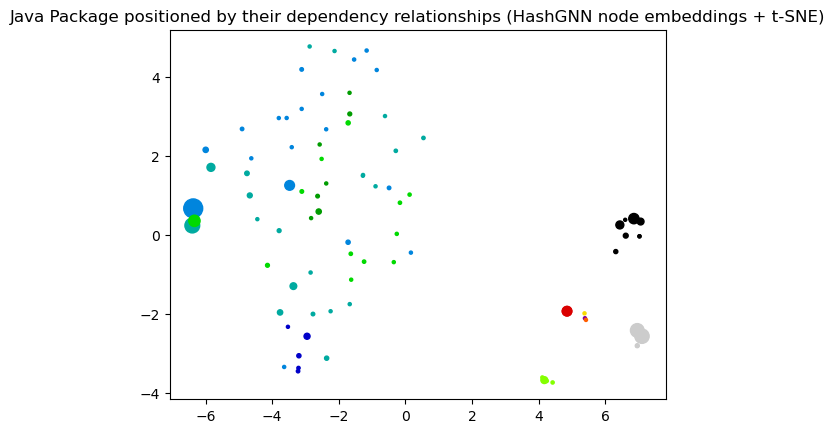 Java Package positioned by their dependency relationships (HashGNN node embeddings + t-SNE)
4
2
0
−2
−4
−6 −4 −2 0 2 4 6